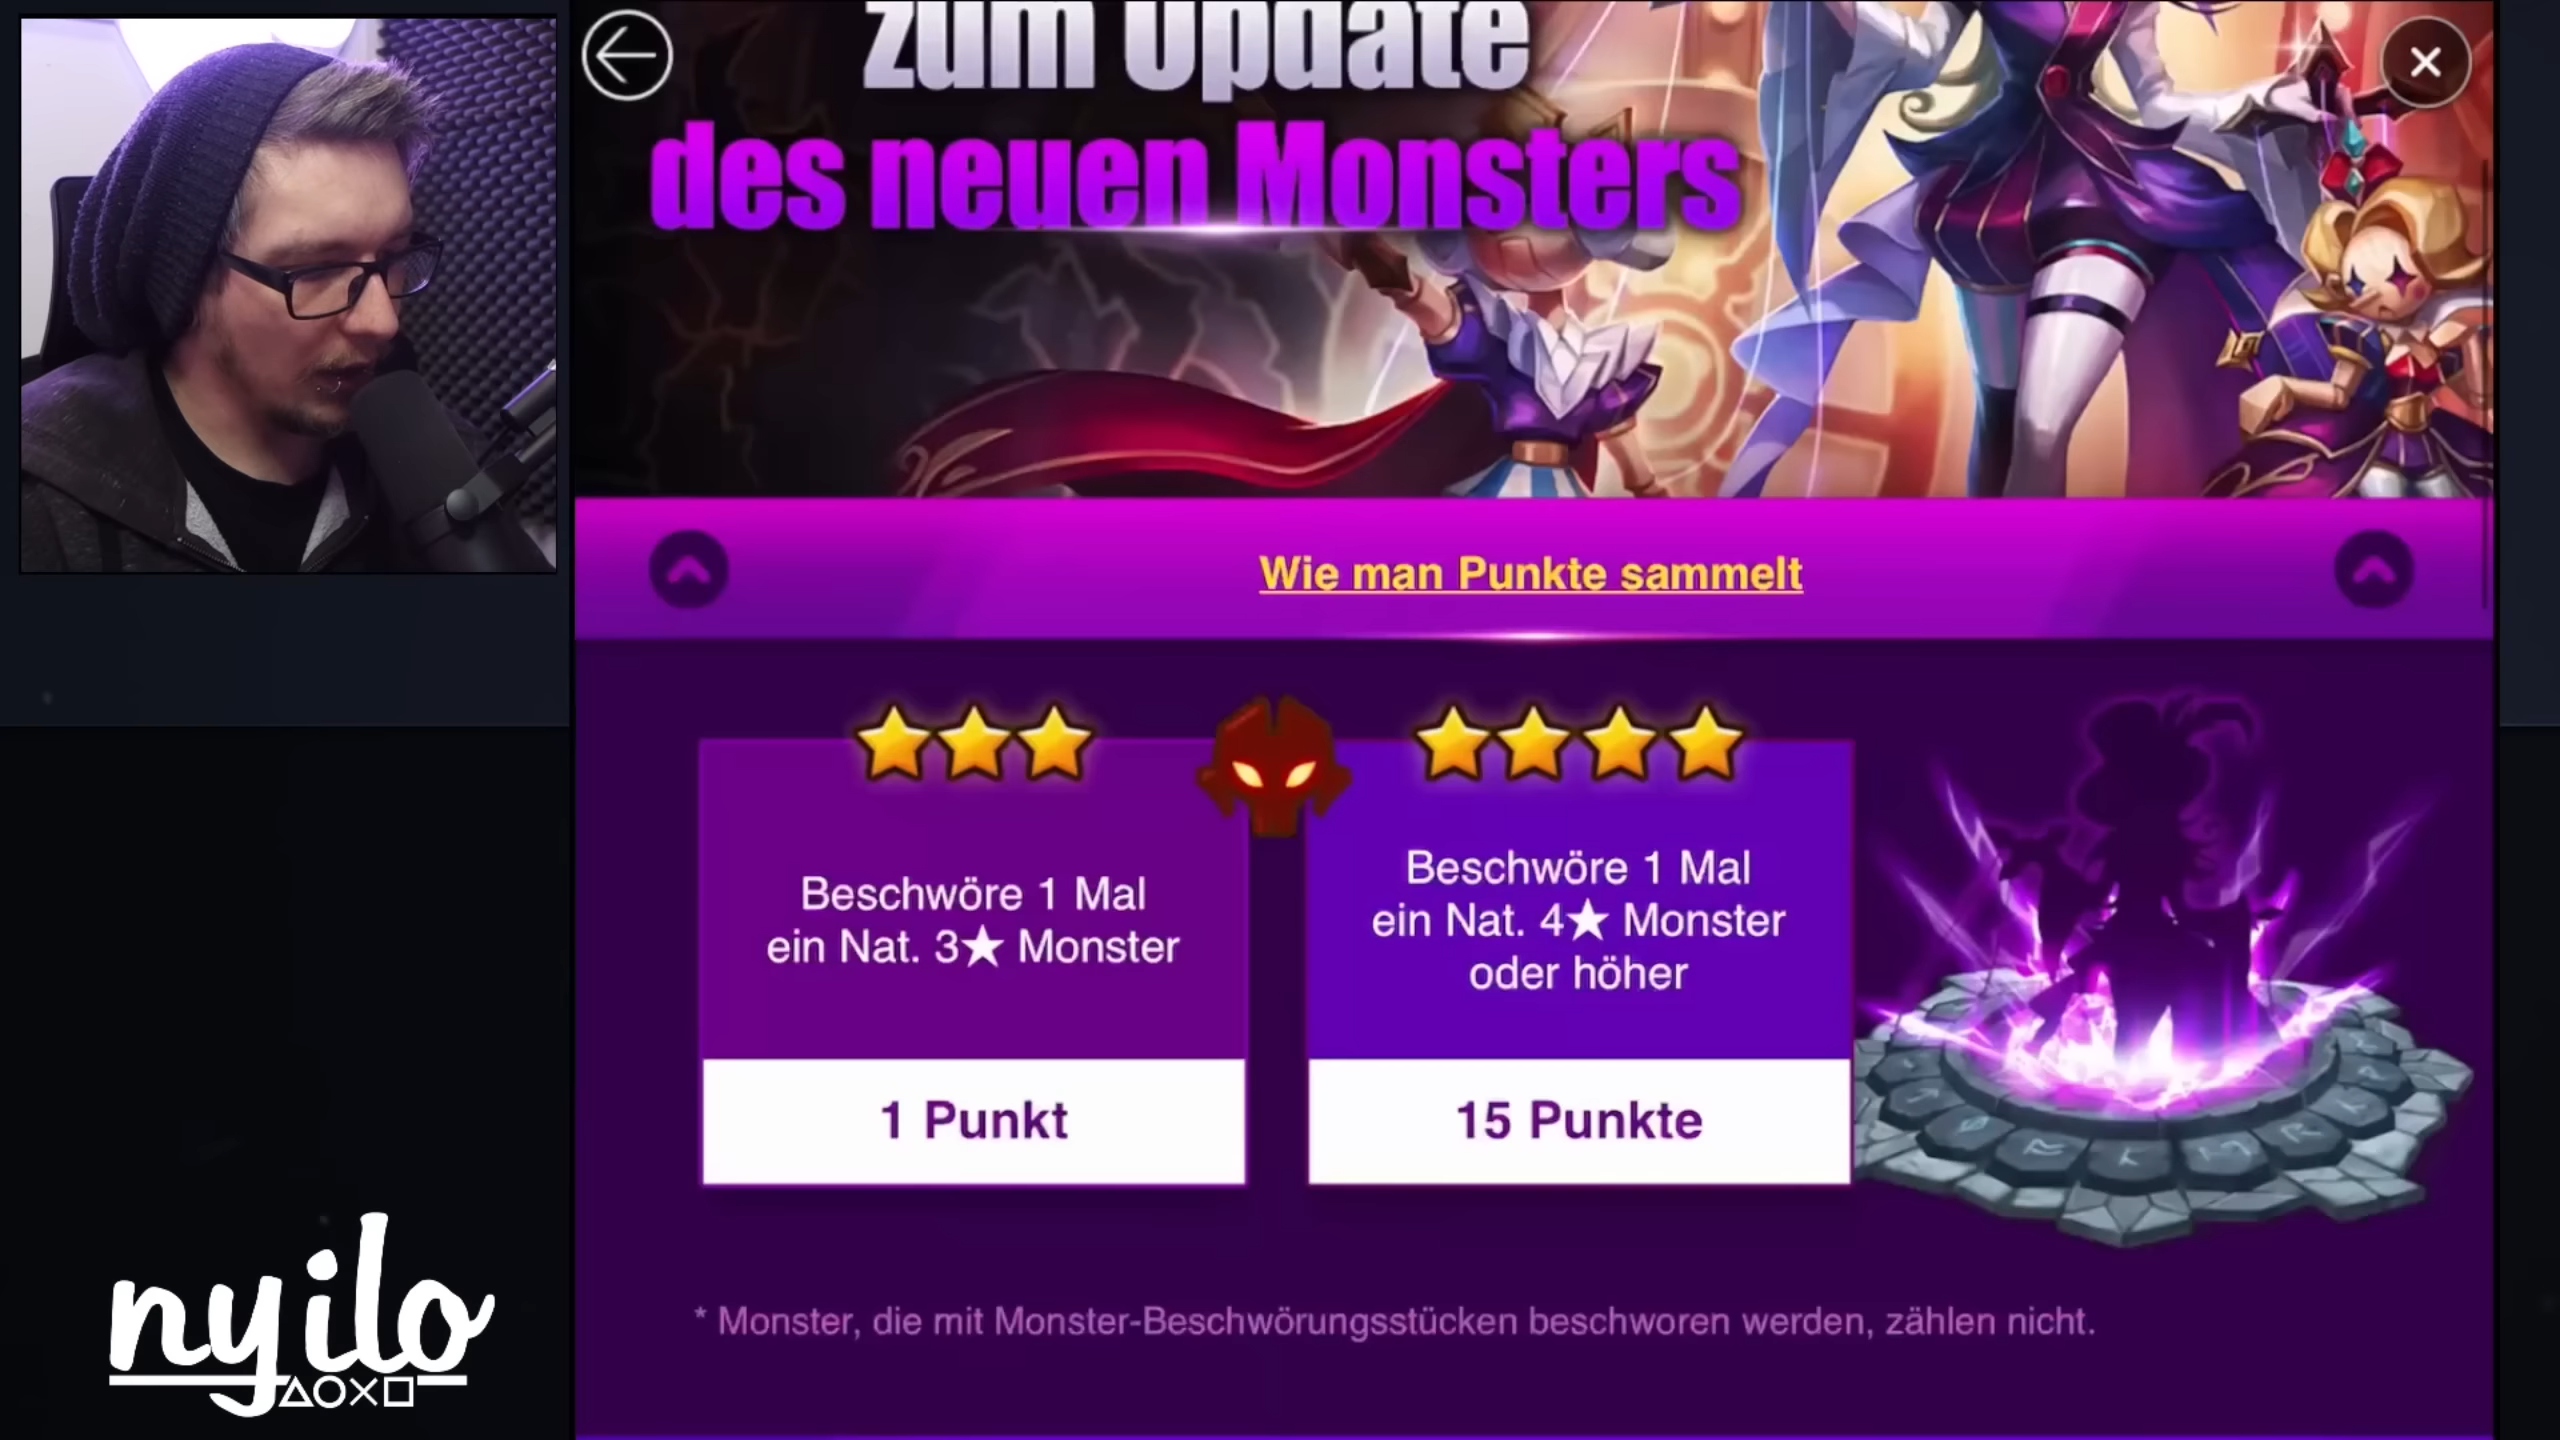 zum Update
des neuen Monsters
Wie man Punkte sammelt
Beschwöre 1 Mal
ein Nat. 3★ Monster
1 Punkt
Beschwöre 1 Mal
ein Nat. 4★ Monster
oder höher
15 Punkte
* Monster, die mit Monster-Beschwörungsstücken beschworen werden, zählen nicht.
nyilo